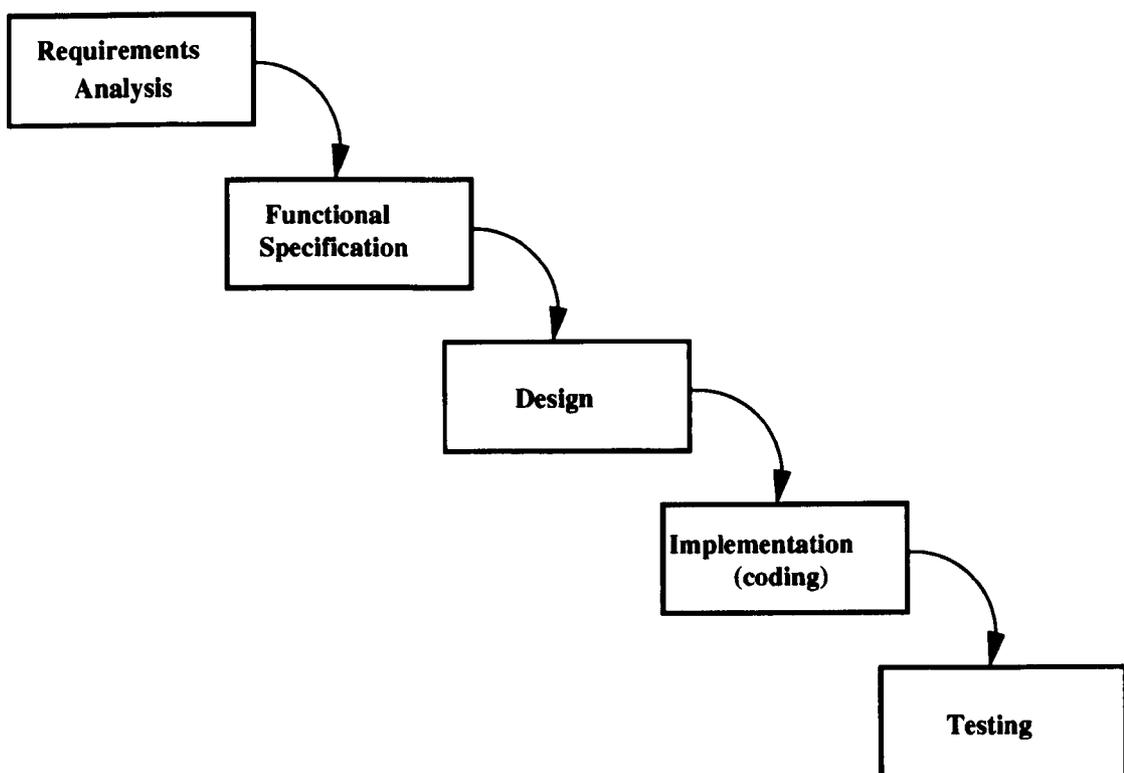 Requirements
Analysis
Functional
Specification
Design
Implementation
(coding)
Testing